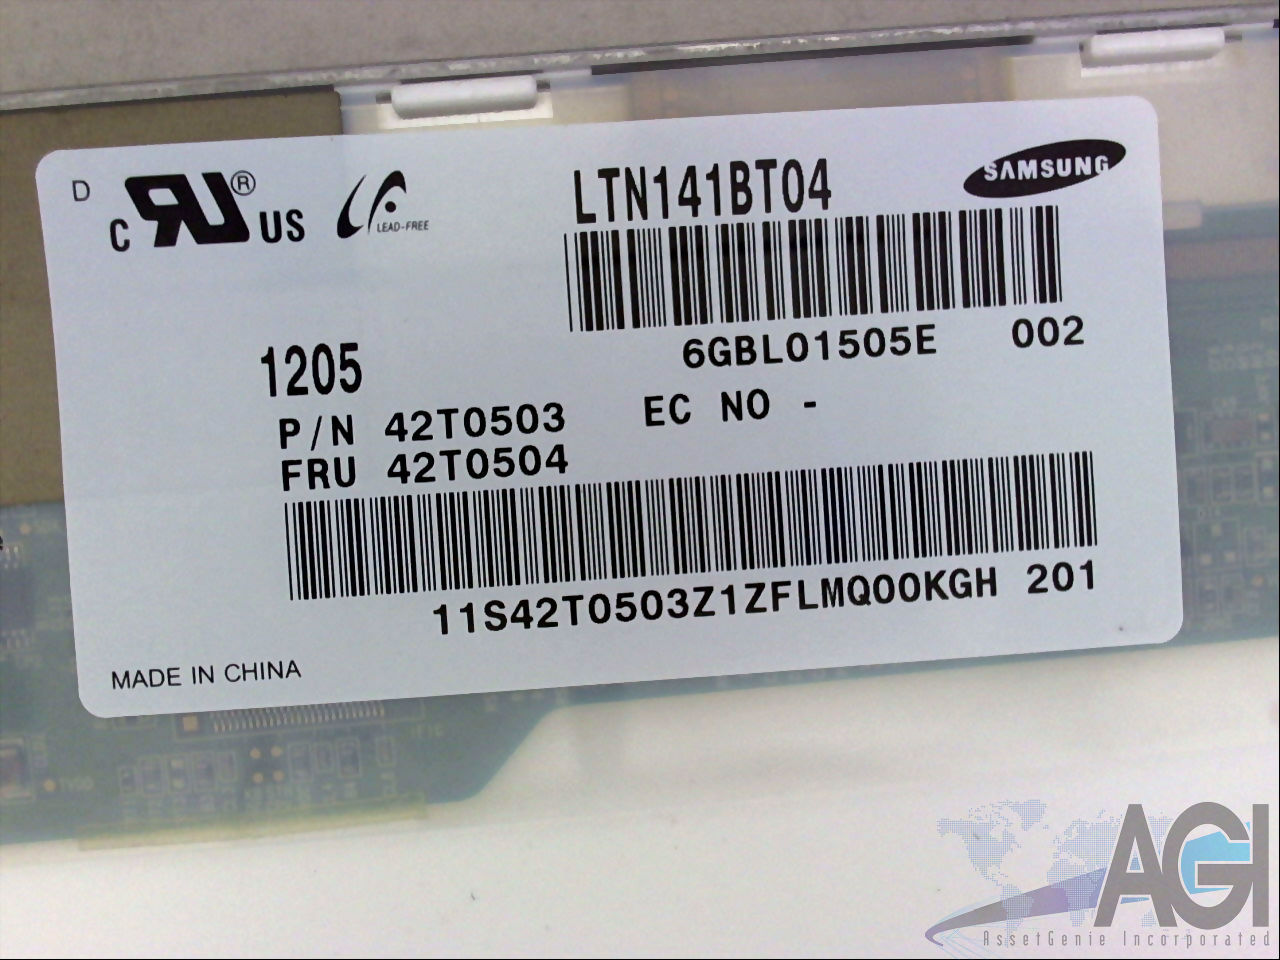 D
C RU® US
LEAD-FREE
LTN141BT04
SAMSUNG
6GBL01505E 002
1205
P/N 42T0503 EC NO -
FRU 42T0504
11S42T0503Z1ZFLMQ00KGH 201
MADE IN CHINA
AGI
AssetGenie Incorporated